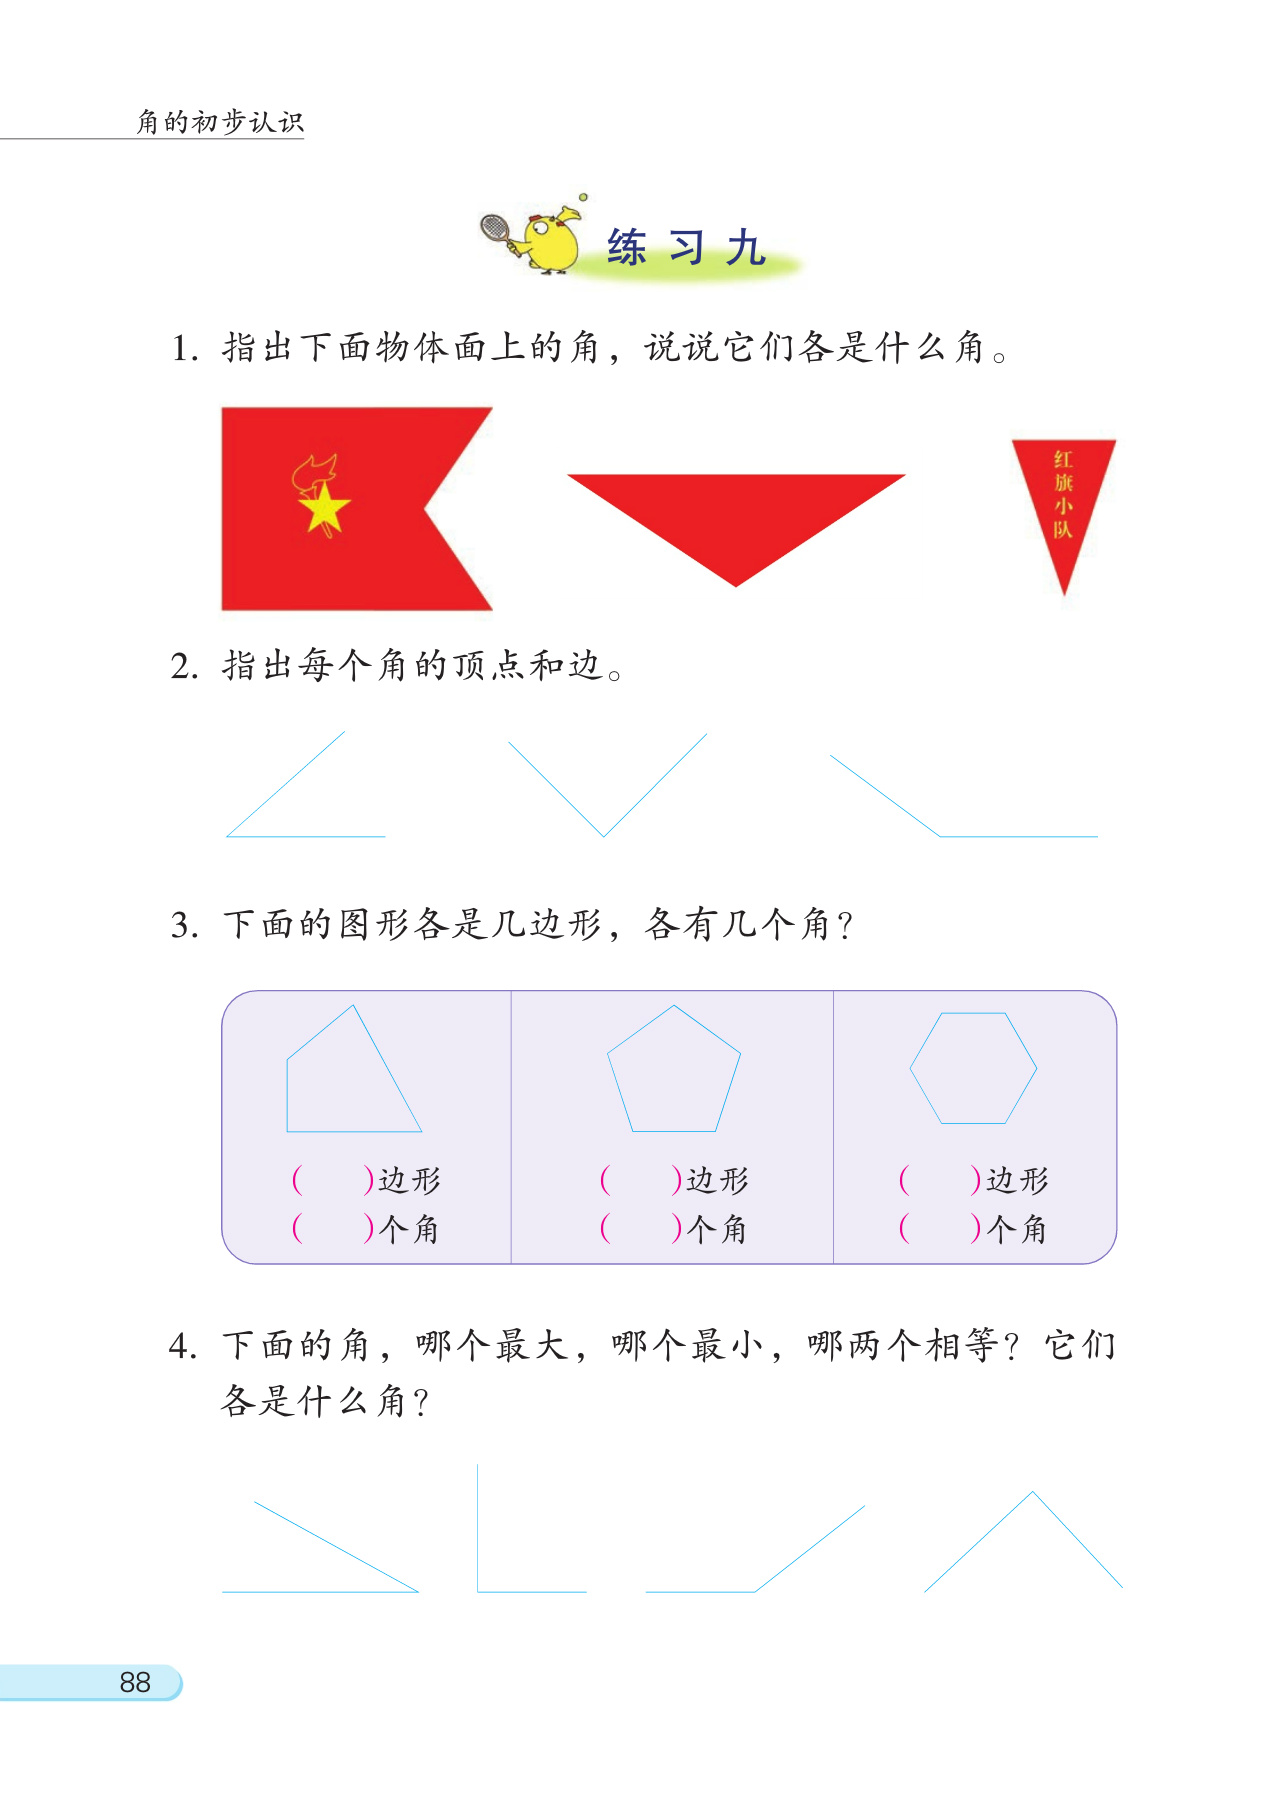 角的初步认识
练习九
1. 指出下面物体面上的角，说说它们各是什么角。
红
旗
小
队
2. 指出每个角的顶点和边。
3. 下面的图形各是几边形，各有几个角？
(　　)边形 (　　)边形 (　　)边形
(　　)个角 (　　)个角 (　　)个角
4. 下面的角，哪个最大，哪个最小，哪两个相等？它们
各是什么角？
88